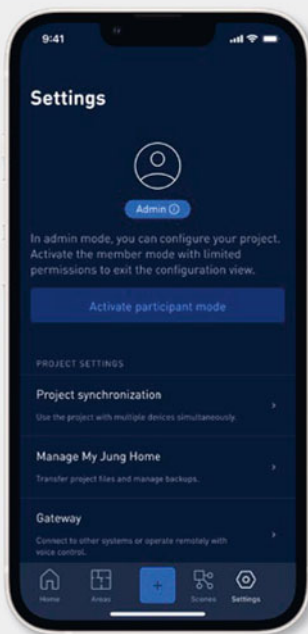 9:41
Settings
Admin
In admin mode, you can configure your project.
Activate the member mode with limited
permissions to exit the configuration view.
Activate participant mode
PROJECT SETTINGS
Project synchronization
Use the project with multiple devices simultaneously.
Manage My Jung Home
Transfer project files and manage backups.
Gateway
Connect to other systems or operate remotely with
voice control.
Home Areas + Scenes Settings